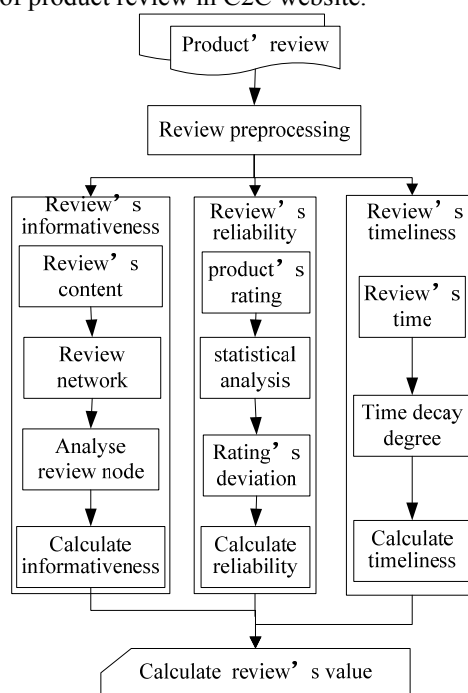 of product review in C2C website.
Product’ review
Review preprocessing
Review’ s
informativeness
Review’ s
content
Review
network
Analyse
review node
Calculate
informativeness
Review’ s
reliability
product’ s
rating
statistical
analysis
Rating’ s
deviation
Calculate
reliability
Review’ s
timeliness
Review’ s
time
Time decay
degree
Calculate
timeliness
Calculate review’ s value